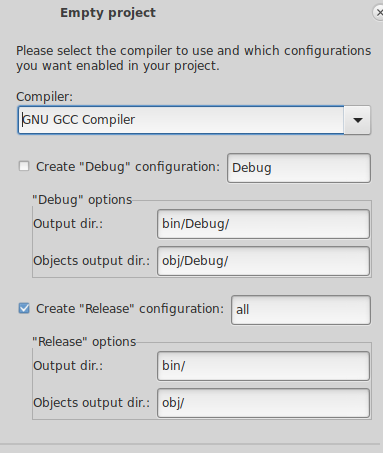 Empty project
Please select the compiler to use and which configurations
you want enabled in your project.
Compiler:
GNU GCC Compiler
Create "Debug" configuration: Debug
"Debug" options
Output dir.: bin/Debug/
Objects output dir.: obj/Debug/
Create "Release" configuration: all
"Release" options
Output dir.: bin/
Objects output dir.: obj/